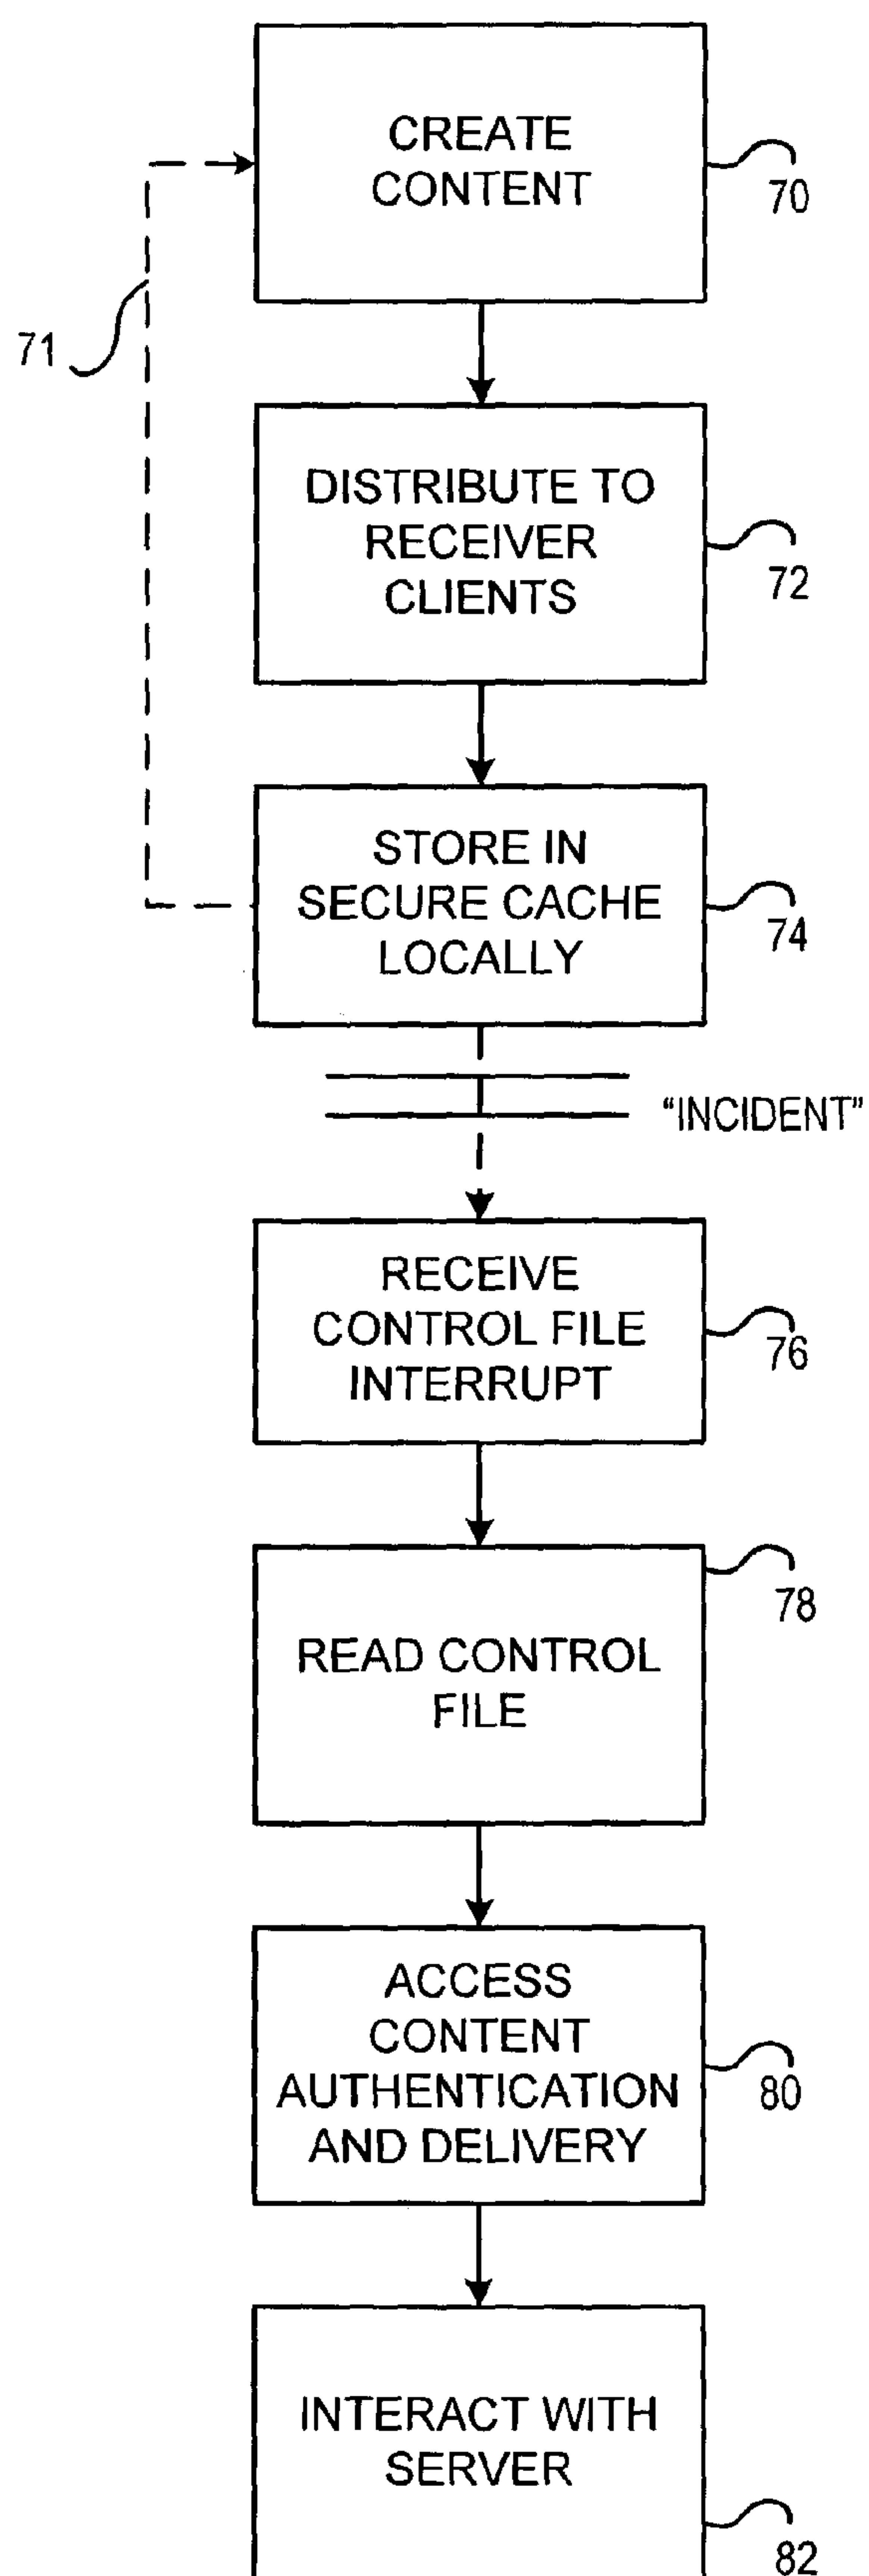 CREATE
CONTENT
70
71
DISTRIBUTE TO
RECEIVER
CLIENTS
72
STORE IN
SECURE CACHE
LOCALLY
74
“INCIDENT”
RECEIVE
CONTROL FILE
INTERRUPT
76
78
READ CONTROL
FILE
ACCESS
CONTENT
AUTHENTICATION
AND DELIVERY
80
INTERACT WITH
SERVER
82